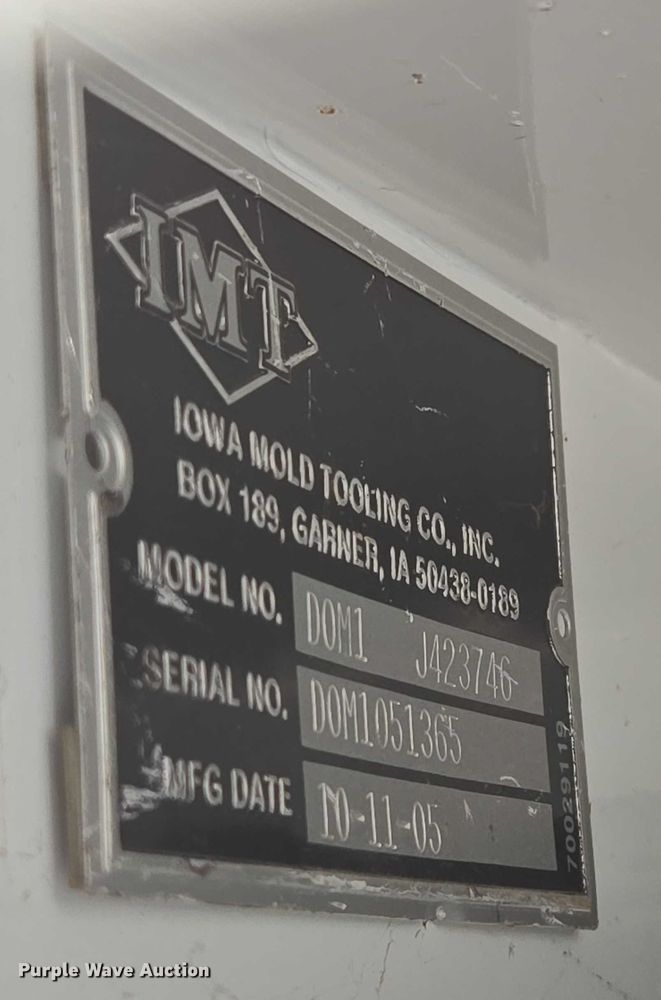 IMT
IOWA MOLD TOOLING CO., INC.
BOX 189, GARNER, IA 50438-0189
MODEL NO. DOM1 J423746
SERIAL NO. DOM1051365
MFG DATE 10-11-05
70029119
Purple Wave Auction